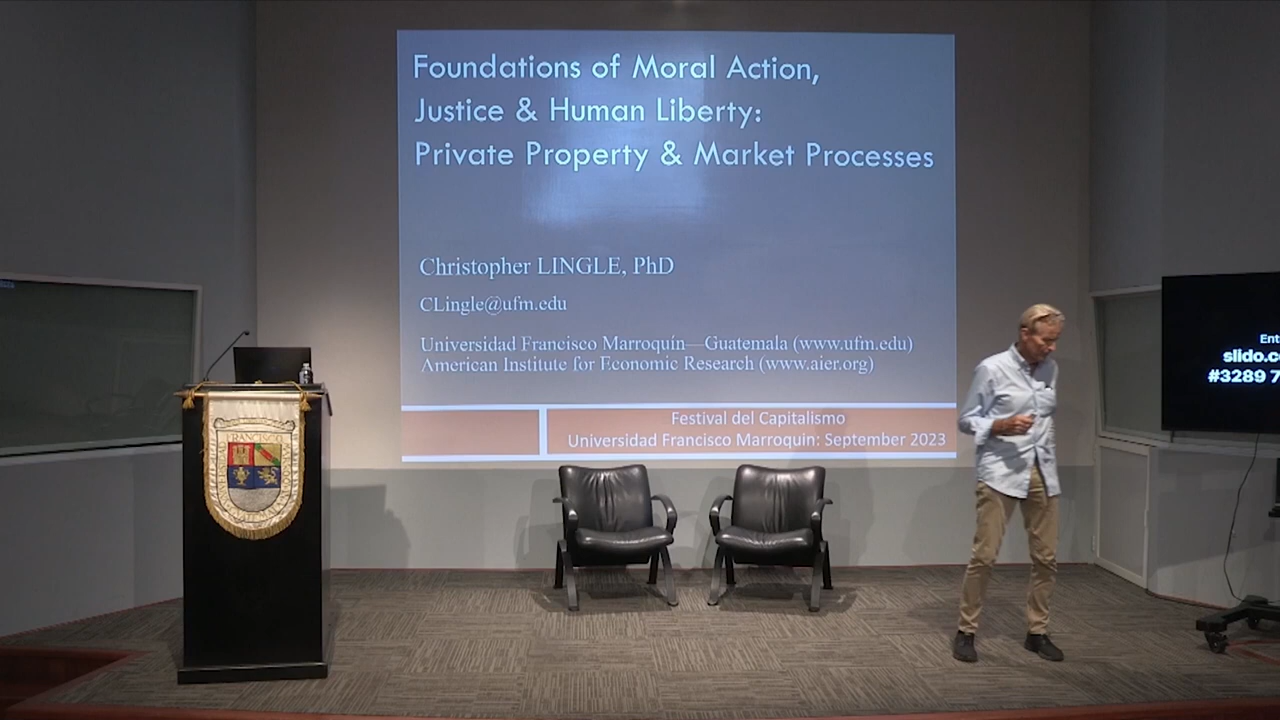 Foundations of Moral Action,
Justice & Human Liberty:
Private Property & Market Processes
Christopher LINGLE, PhD
CLingle@ufm.edu
Universidad Francisco Marroquín—Guatemala (www.ufm.edu)
American Institute for Economic Research (www.aier.org)
Festival del Capitalismo
Universidad Francisco Marroquin: September 2023
Ent
slido.c
#3289 7
FRANCISCO